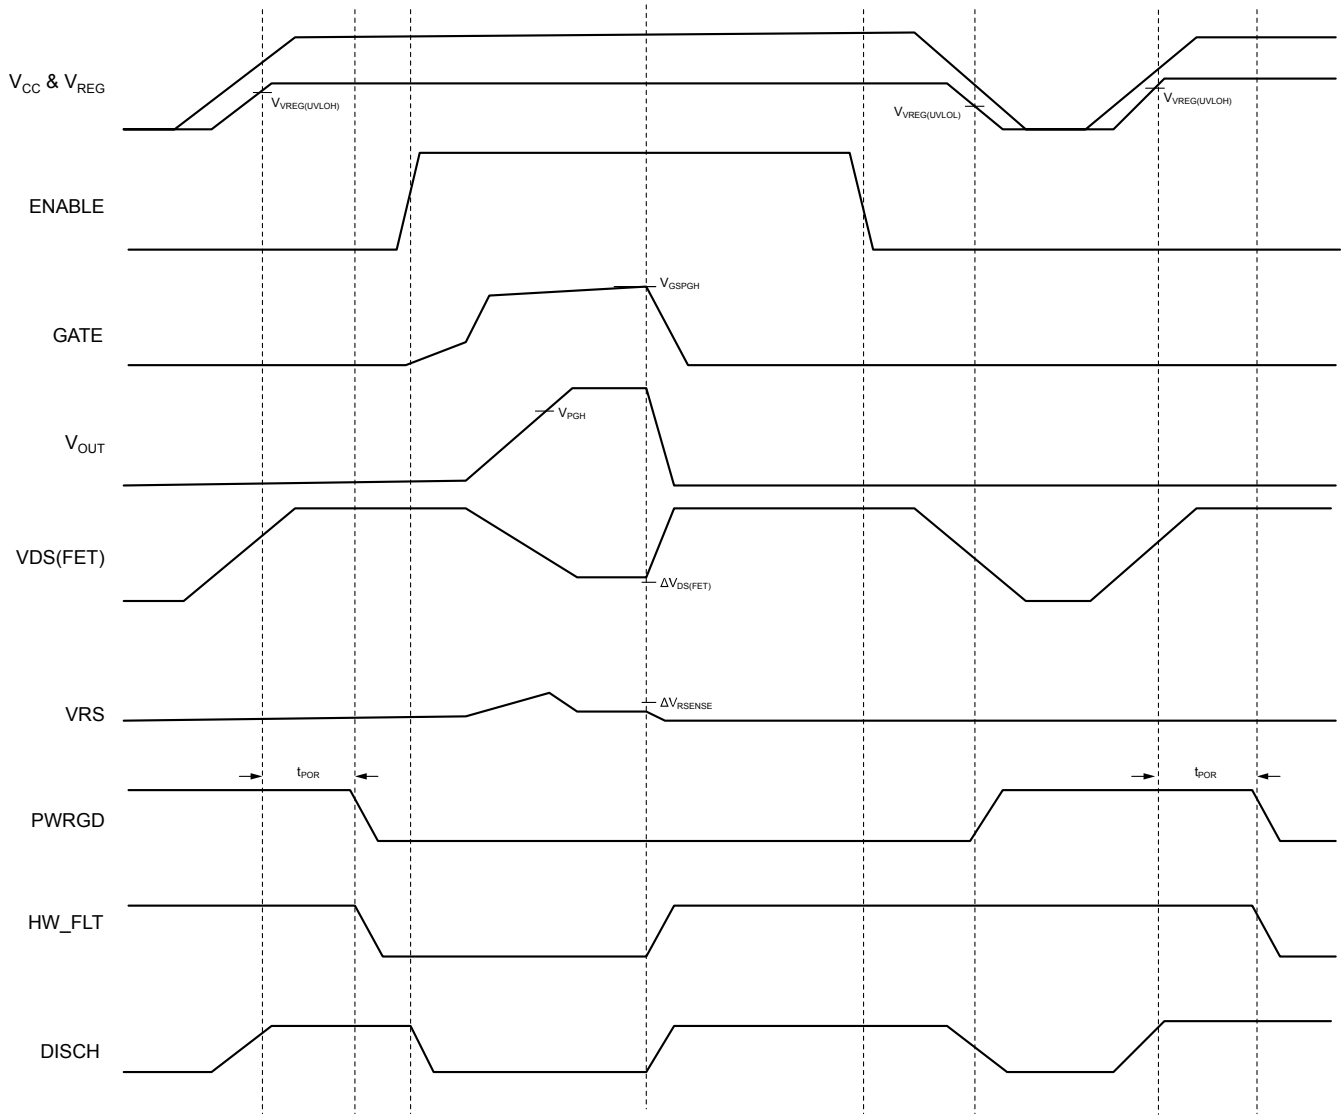 V_CC & V_REG
V_VREG(UVLOH)
V_VREG(UVLOL)
V_VREG(UVLOH)
ENABLE
V_GSPGH
GATE
V_PGH
V_OUT
VDS(FET)
ΔV_DS(FET)
ΔV_RSENSE
VRS
t_POR
t_POR
PWRGD
HW_FLT
DISCH